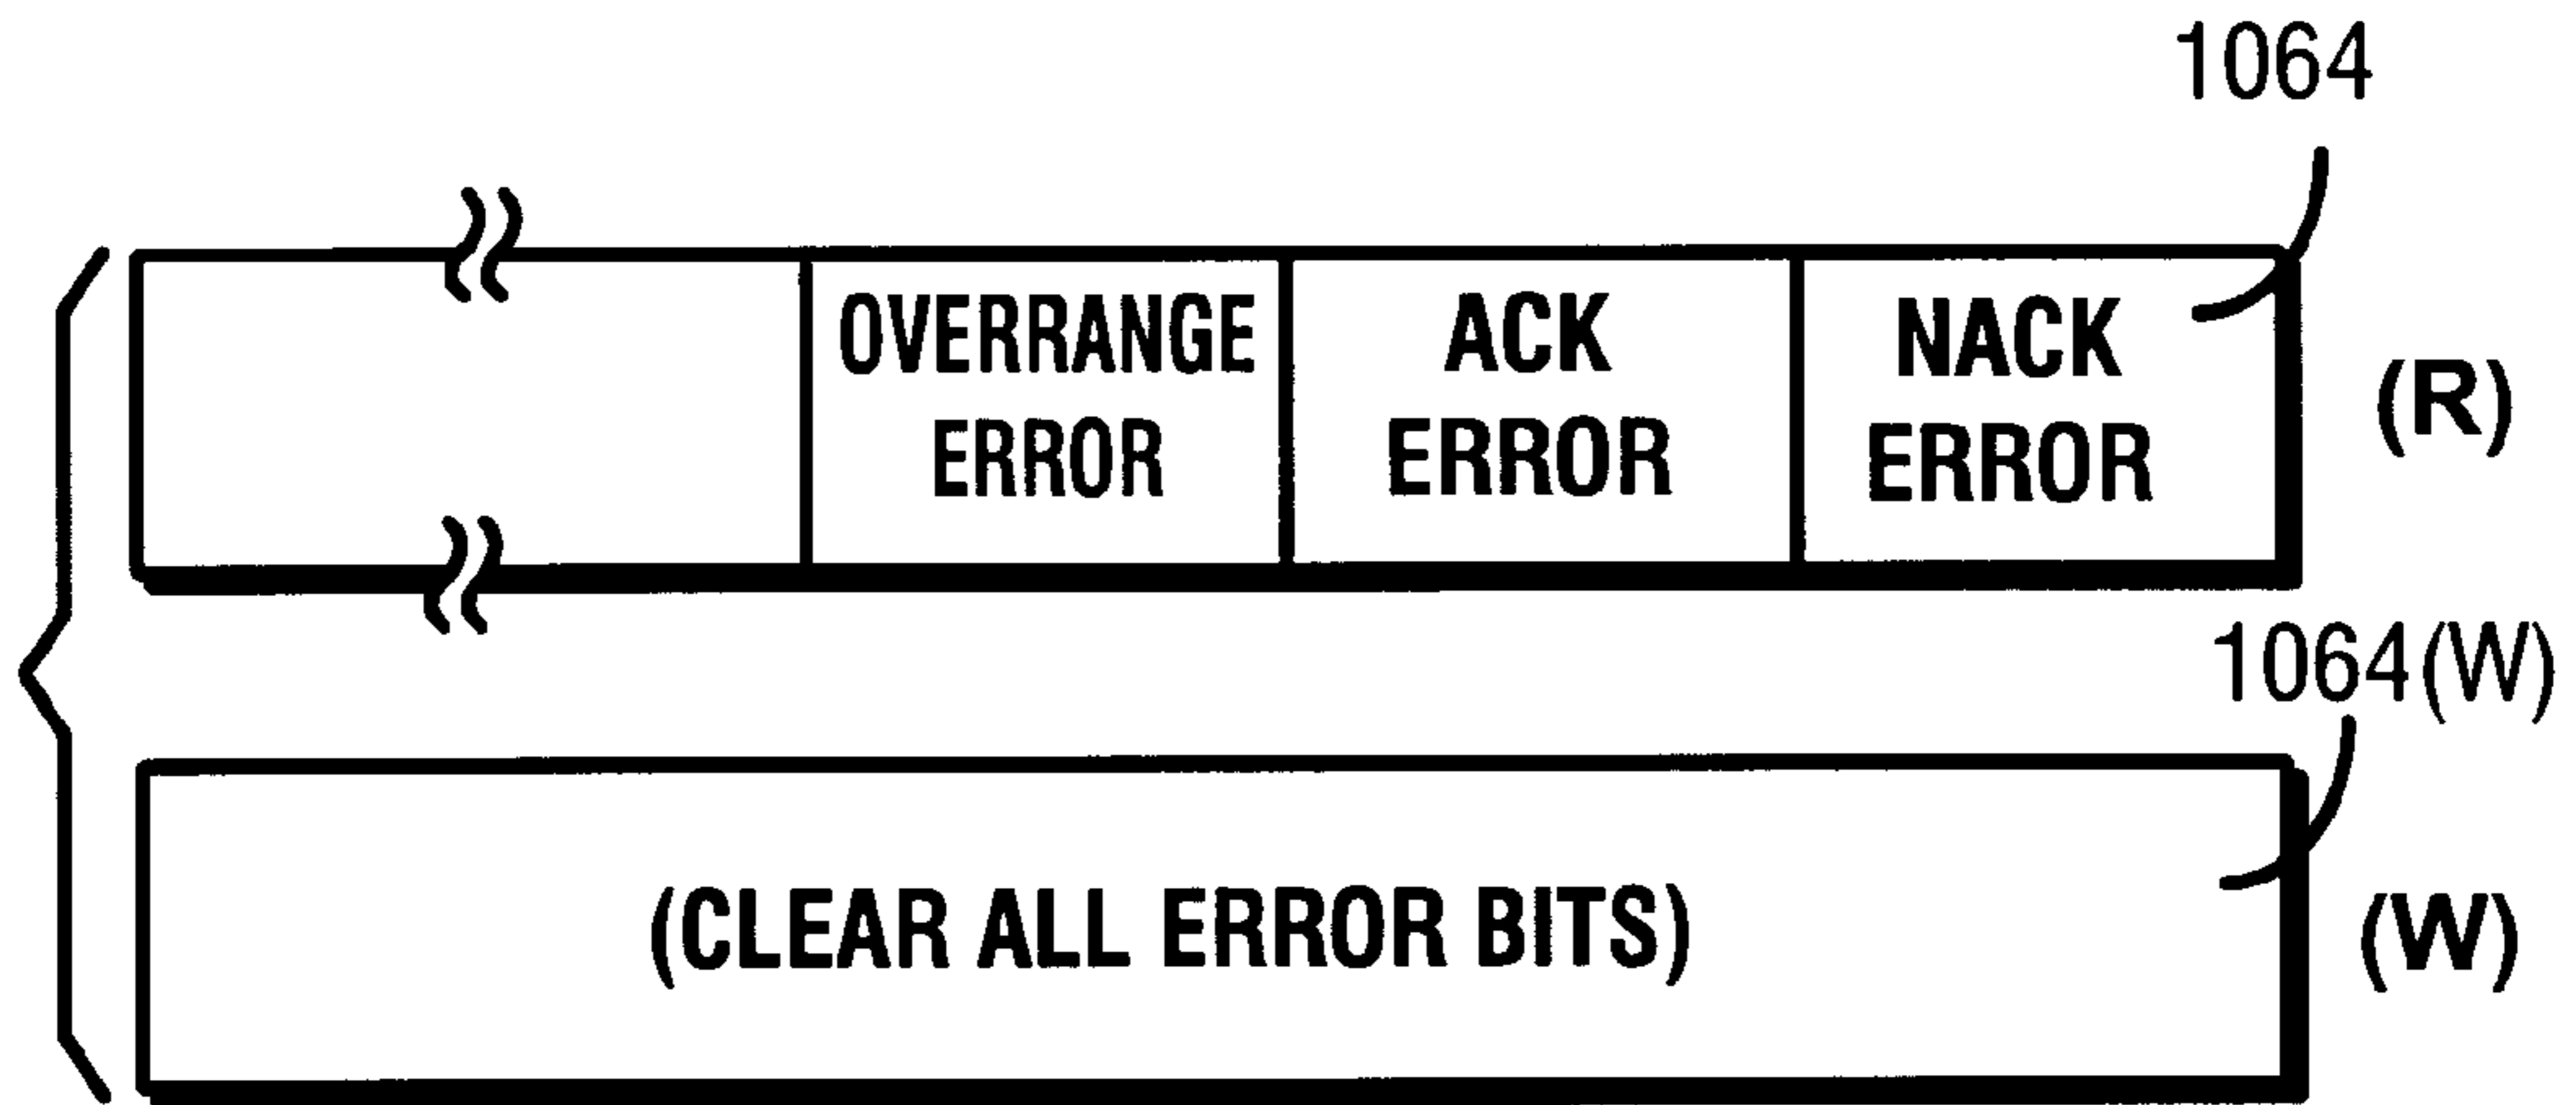 1064
OVERRANGE
ERROR
ACK
ERROR
NACK
ERROR
(R)
1064(W)
(CLEAR ALL ERROR BITS)
(W)